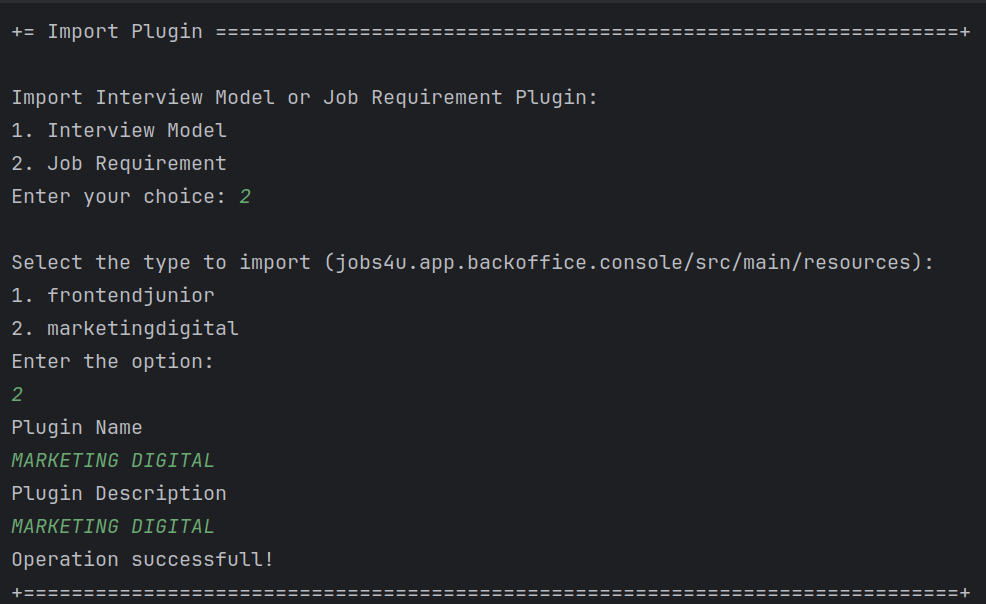 += Import Plugin ==============================================================+
Import Interview Model or Job Requirement Plugin:
1. Interview Model
2. Job Requirement
Enter your choice: 2
Select the type to import (jobs4u.app.backoffice.console/src/main/resources):
1. frontendjunior
2. marketingdigital
Enter the option:
2
Plugin Name
MARKETING DIGITAL
Plugin Description
MARKETING DIGITAL
Operation successfull!
+==============================================================================+